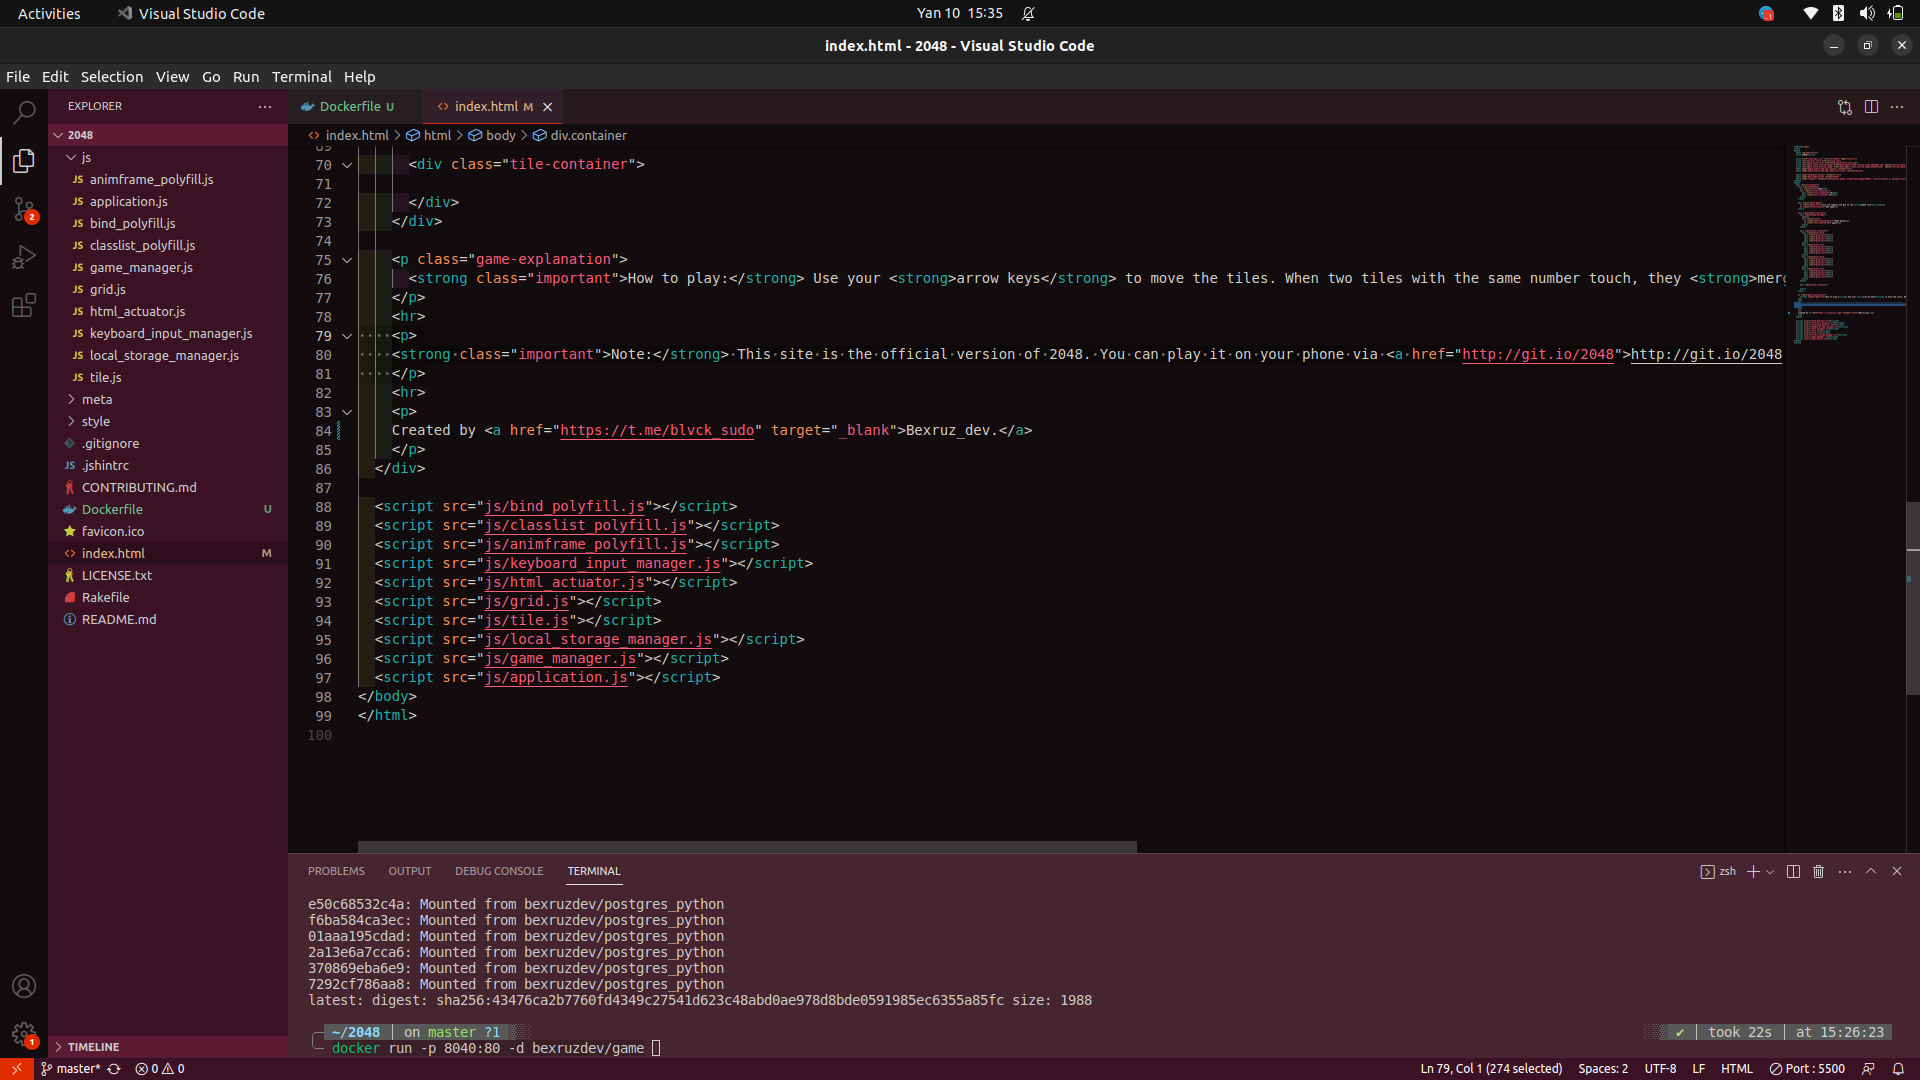 Activities
Visual Studio Code
Yan 10 15:35
index.html - 2048 - Visual Studio Code
File Edit Selection View Go Run Terminal Help
EXPLORER
2048
js
animframe_polyfill.js
application.js
bind_polyfill.js
classlist_polyfill.js
game_manager.js
grid.js
html_actuator.js
keyboard_input_manager.js
local_storage_manager.js
tile.js
meta
style
.gitignore
.jshintrc
CONTRIBUTING.md
Dockerfile U
favicon.ico
index.html M
LICENSE.txt
Rakefile
README.md
TIMELINE
Dockerfile U
index.html M
index.html > html > body > div.container
69
70 <div class="tile-container">
71
72 </div>
73 </div>
74
75 <p class="game-explanation">
76 <strong class="important">How to play:</strong> Use your <strong>arrow keys</strong> to move the tiles. When two tiles with the same number touch, they <strong>merg
77 </p>
78 <hr>
79 <p>
80 <strong class="important">Note:</strong> This site is the official version of 2048. You can play it on your phone via <a href="http://git.io/2048">http://git.io/2048
81 </p>
82 <hr>
83 <p>
84 Created by <a href="https://t.me/blvck_sudo" target="_blank">Bexruz_dev.</a>
85 </p>
86 </div>
87
88 <script src="js/bind_polyfill.js"></script>
89 <script src="js/classlist_polyfill.js"></script>
90 <script src="js/animframe_polyfill.js"></script>
91 <script src="js/keyboard_input_manager.js"></script>
92 <script src="js/html_actuator.js"></script>
93 <script src="js/grid.js"></script>
94 <script src="js/tile.js"></script>
95 <script src="js/local_storage_manager.js"></script>
96 <script src="js/game_manager.js"></script>
97 <script src="js/application.js"></script>
98 </body>
99 </html>
100
PROBLEMS OUTPUT DEBUG CONSOLE TERMINAL
zsh
e50c68532c4a: Mounted from bexruzdev/postgres_python
f6ba584ca3ec: Mounted from bexruzdev/postgres_python
01aaa195cdad: Mounted from bexruzdev/postgres_python
2a13e6a7cca6: Mounted from bexruzdev/postgres_python
370869eba6e9: Mounted from bexruzdev/postgres_python
7292cf786aa8: Mounted from bexruzdev/postgres_python
latest: digest: sha256:43476ca2b7760fd4349c27541d623c48abd0ae978d8bde0591985ec6355a85fc size: 1988
~/2048 | on master ?1
✔ | took 22s | at 15:26:23
docker run -p 8040:80 -d bexruzdev/game
master* 0 0
Ln 79, Col 1 (274 selected) Spaces: 2 UTF-8 LF HTML Port : 5500